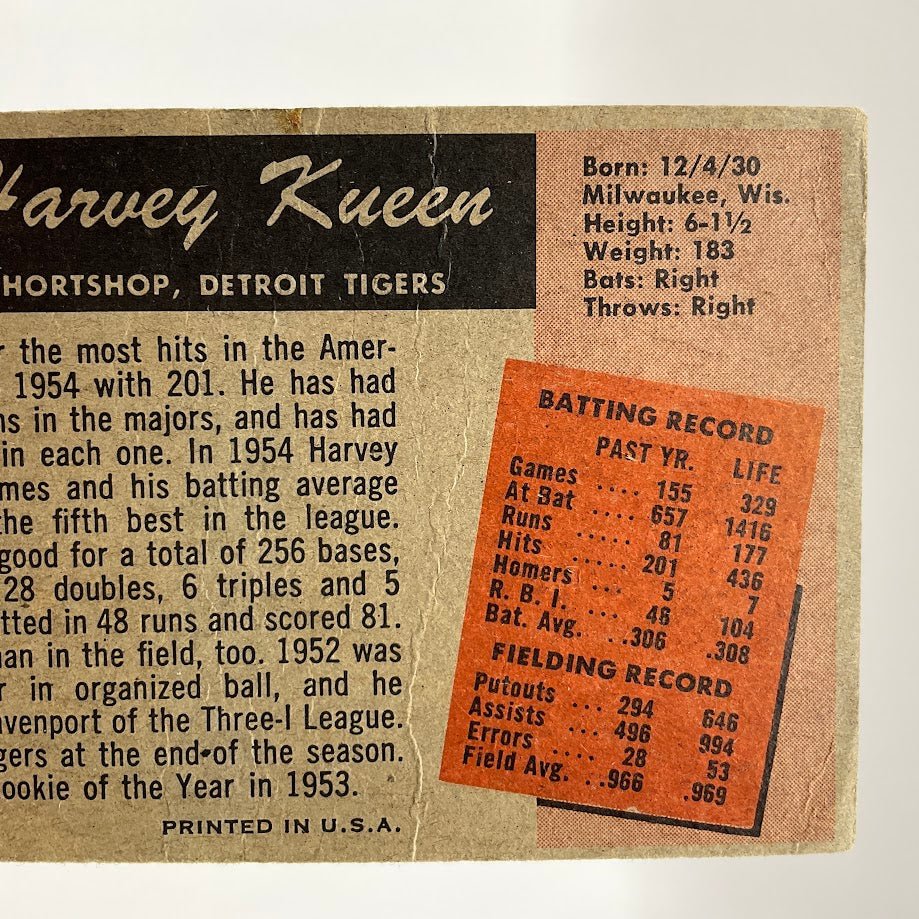 Harvey Kueen
HORTSHOP, DETROIT TIGERS
Born: 12/4/30
Milwaukee, Wis.
Height: 6-1½
Weight: 183
Bats: Right
Throws: Right
r the most hits in the Amer-
1954 with 201. He has had
ns in the majors, and has had
in each one. In 1954 Harvey
mes and his batting average
the fifth best in the league.
good for a total of 256 bases,
28 doubles, 6 triples and 5
tted in 48 runs and scored 81.
nan in the field, too. 1952 was
r in organized ball, and he
avenport of the Three-I League.
gers at the end of the season.
ookie of the Year in 1953.
PRINTED IN U.S.A.
BATTING RECORD
PAST YR. LIFE
Games .... 155 329
At Bat .... 657 1416
Runs .... 81 177
Hits .... 201 436
Homers ... 5 7
R. B. I. ... 48 104
Bat. Avg. . .306 .308
FIELDING RECORD
Putouts ... 294 646
Assists ... 496 994
Errors ... 28 53
Field Avg. . .966 .969